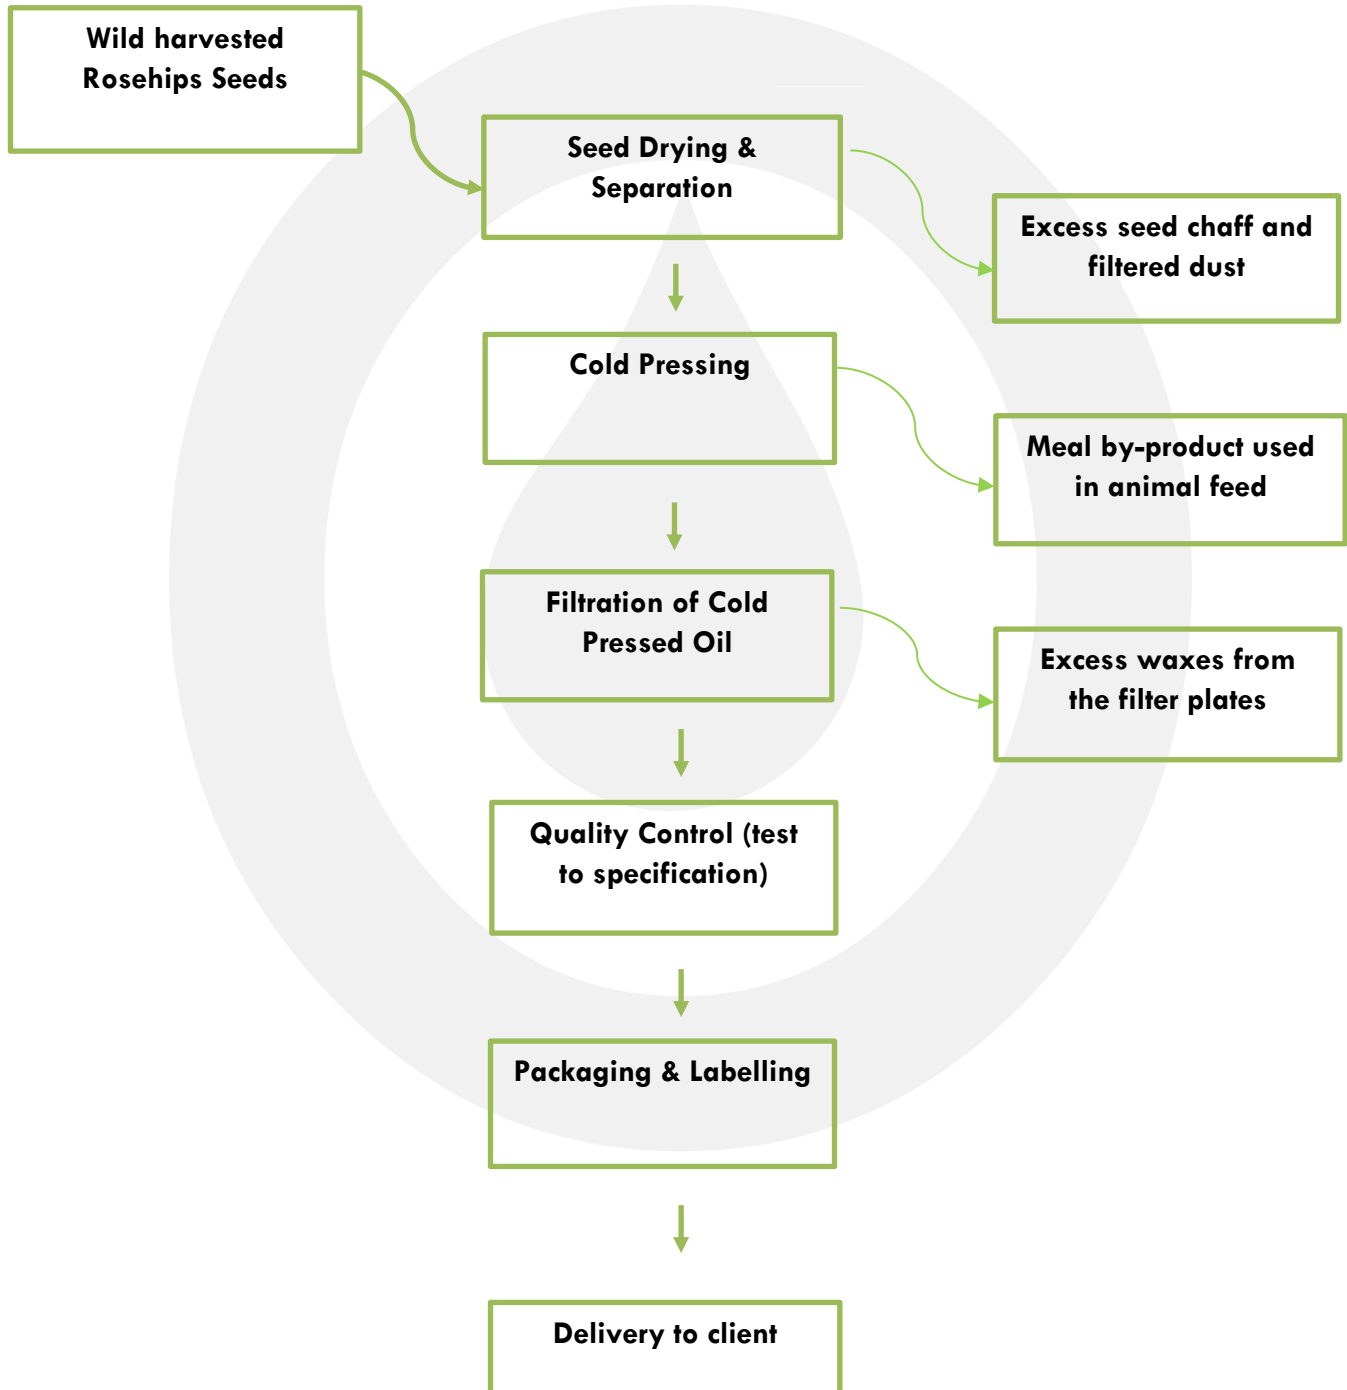 Wild harvested
Rosehips Seeds
Seed Drying &
Separation
Excess seed chaff and
filtered dust
Cold Pressing
Meal by-product used
in animal feed
Filtration of Cold
Pressed Oil
Excess waxes from
the filter plates
Quality Control (test
to specification)
Packaging & Labelling
Delivery to client